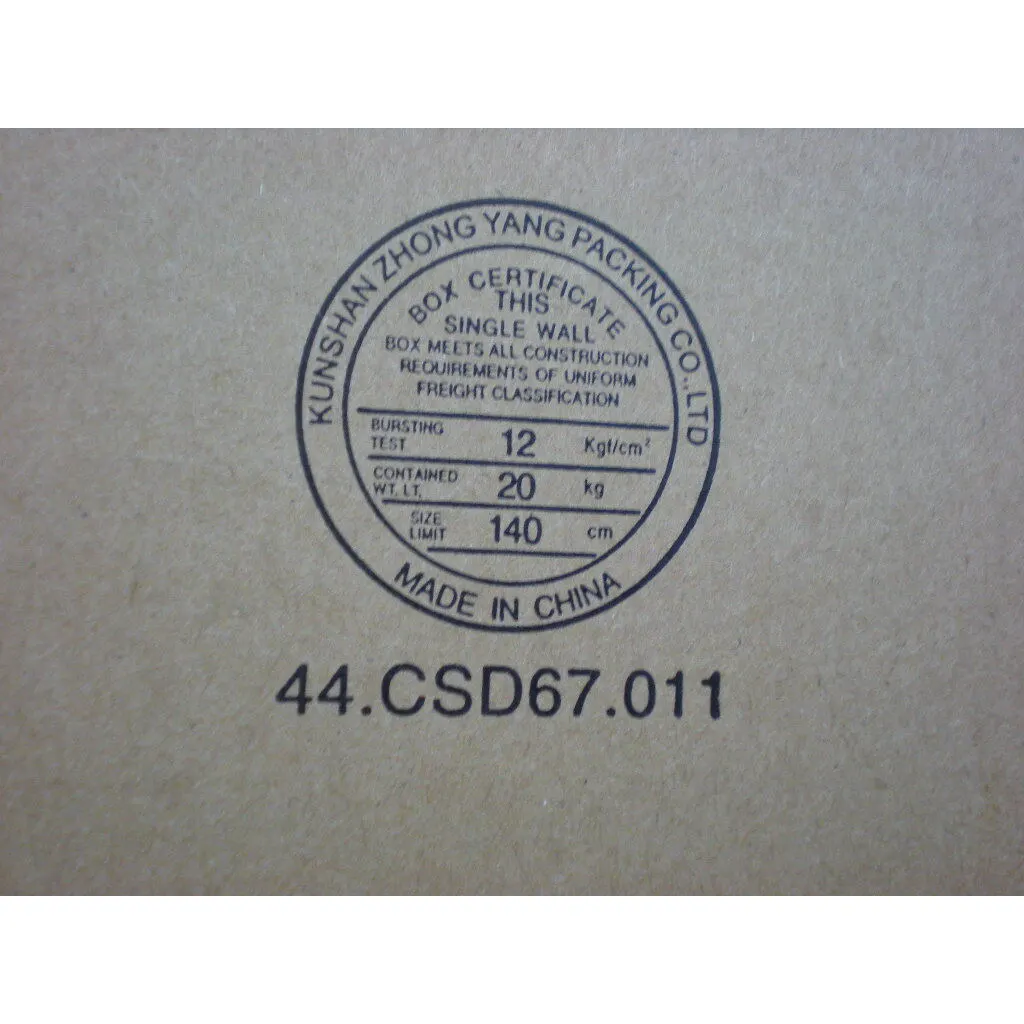 KUNSHAN ZHONG YANG PACKING CO.,LTD
BOX CERTIFICATE
THIS
SINGLE WALL
BOX MEETS ALL CONSTRUCTION
REQUIREMENTS OF UNIFORM
FREIGHT CLASSIFICATION
BURSTING TEST 12 Kgf/cm²
CONTAINED WT. LT. 20 kg
SIZE LIMIT 140 cm
MADE IN CHINA
44.CSD67.011